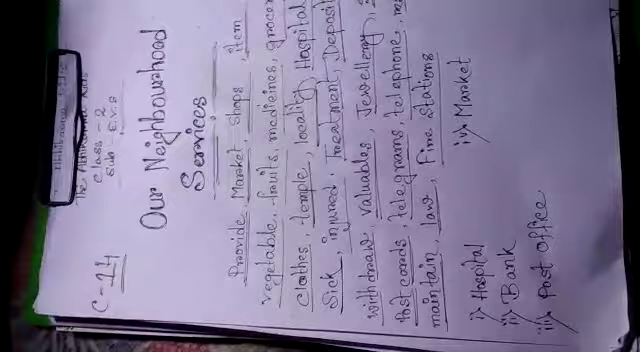 C-14
Class - 2
Sub - E.V.S
Our Neighbourhood
Services
Provide Market, shops, item
vegetable, fruits, medicines,
Clothes, temple, locality, Hospital
Sick, injured, Treatment, Deposit
withdraw, valuables, Jewellery,
Post cards, telegrams, telephone,
maintain, law, Fire stations
i) Hospital
ii) Bank
iii) Post office
iv) Market